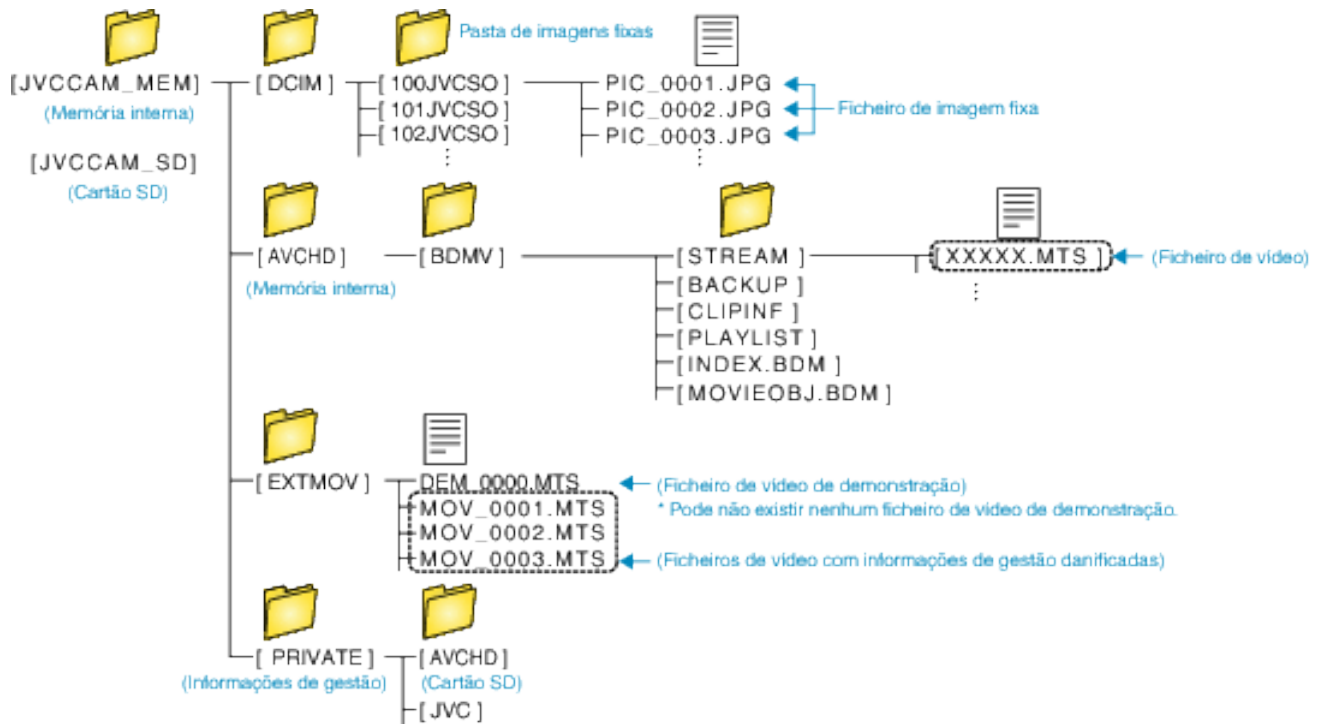 Pasta de imagens fixas
[JVCCAM_MEM] [DCIM] [100JVCSO] PIC_0001.JPG
(Memória interna) [101JVCSO] PIC_0002.JPG Ficheiro de imagem fixa
[102JVCSO] PIC_0003.JPG
[JVCCAM_SD]
(Cartão SD)
[AVCHD] [BDMV] [STREAM] [XXXXX.MTS] (Ficheiro de vídeo)
(Memória interna) [BACKUP]
[CLIPINF]
[PLAYLIST]
[INDEX.BDM]
[MOVIEOBJ.BDM]
[EXTMOV] DEM_0000.MTS (Ficheiro de vídeo de demonstração)
MOV_0001.MTS * Pode não existir nenhum ficheiro de vídeo de demonstração.
MOV_0002.MTS
MOV_0003.MTS (Ficheiros de vídeo com informações de gestão danificadas)
[PRIVATE] [AVCHD]
(Informações de gestão) (Cartão SD)
[JVC]